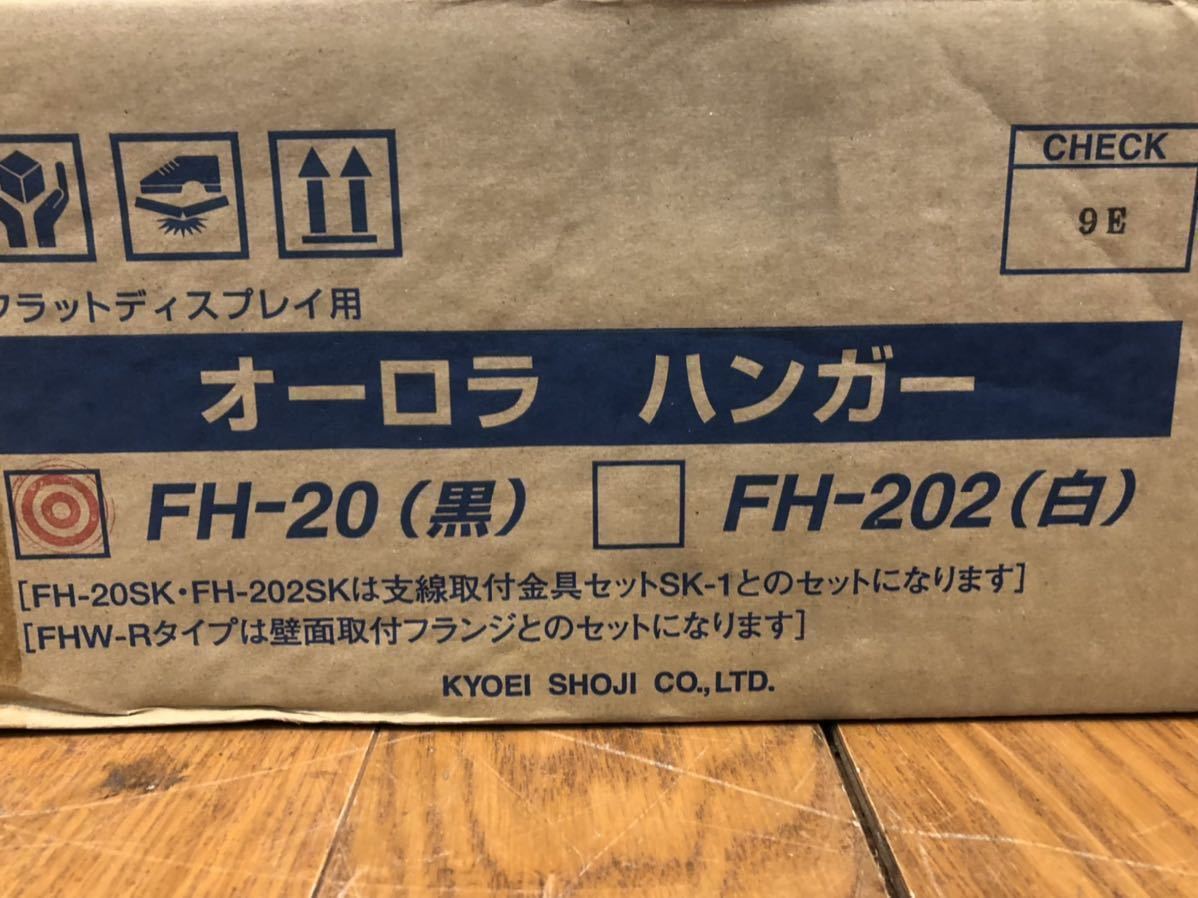 CHECK
9E
フラットディスプレイ用
オーロラ ハンガー
FH-20（黒） FH-202（白）
[FH-20SK・FH-202SKは支線取付金具セットSK-1とのセットになります]
[FHW-Rタイプは壁面取付フランジとのセットになります]
KYOEI SHOJI CO.,LTD.